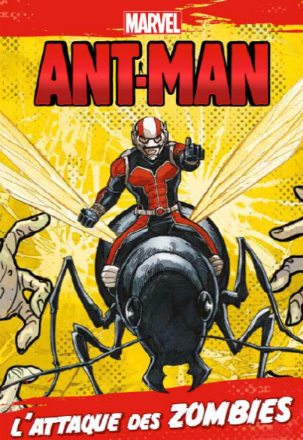 MARVEL
ANT-MAN
L'ATTAQUE DES ZOMBIES